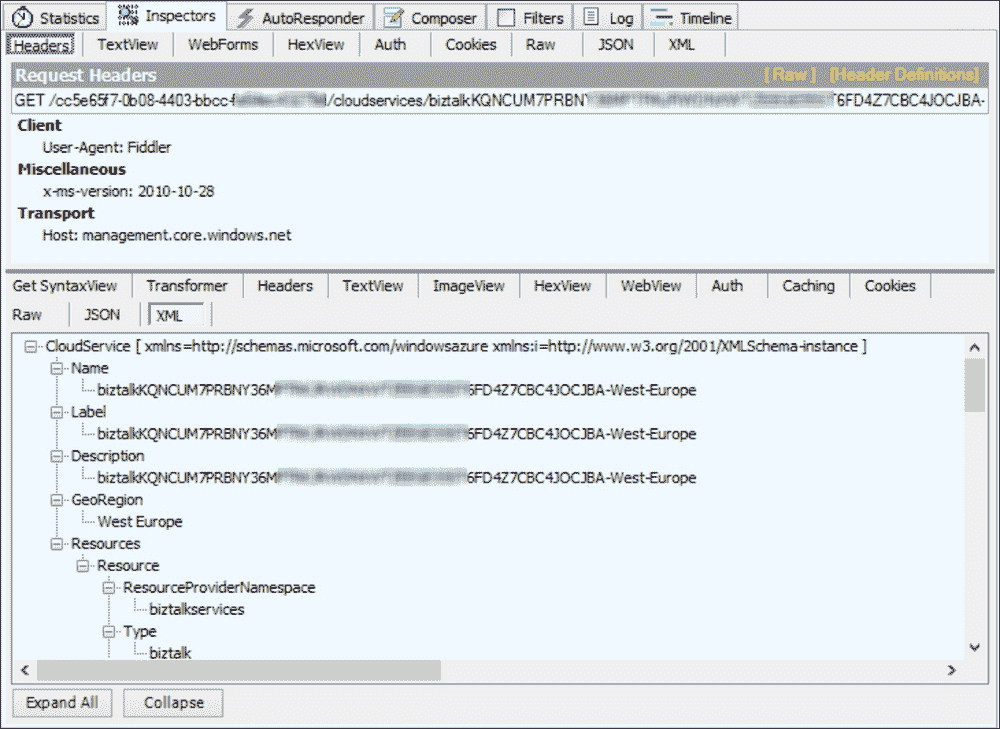 Statistics Inspectors AutoResponder Composer Filters Log Timeline
Headers TextView WebForms HexView Auth Cookies Raw JSON XML
Request Headers [ Raw ] [Header Definitions]
GET /cc5e65f7-0b08-4403-bbcc- /cloudservices/biztalkKQNCUM7PRBNY 6FD4Z7CBC4JOCJBA-
Client
User-Agent: Fiddler
Miscellaneous
x-ms-version: 2010-10-28
Transport
Host: management.core.windows.net
Get SyntaxView Transformer Headers TextView ImageView HexView WebView Auth Caching Cookies
Raw JSON XML
CloudService [ xmlns=http://schemas.microsoft.com/windowsazure xmlns:i=http://www.w3.org/2001/XMLSchema-instance ]
Name
biztalkKQNCUM7PRBNY36M 6FD4Z7CBC4JOCJBA-West-Europe
Label
biztalkKQNCUM7PRBNY36M 6FD4Z7CBC4JOCJBA-West-Europe
Description
biztalkKQNCUM7PRBNY36M 6FD4Z7CBC4JOCJBA-West-Europe
GeoRegion
West Europe
Resources
Resource
ResourceProviderNamespace
biztalkservices
Type
biztalk
Expand All Collapse